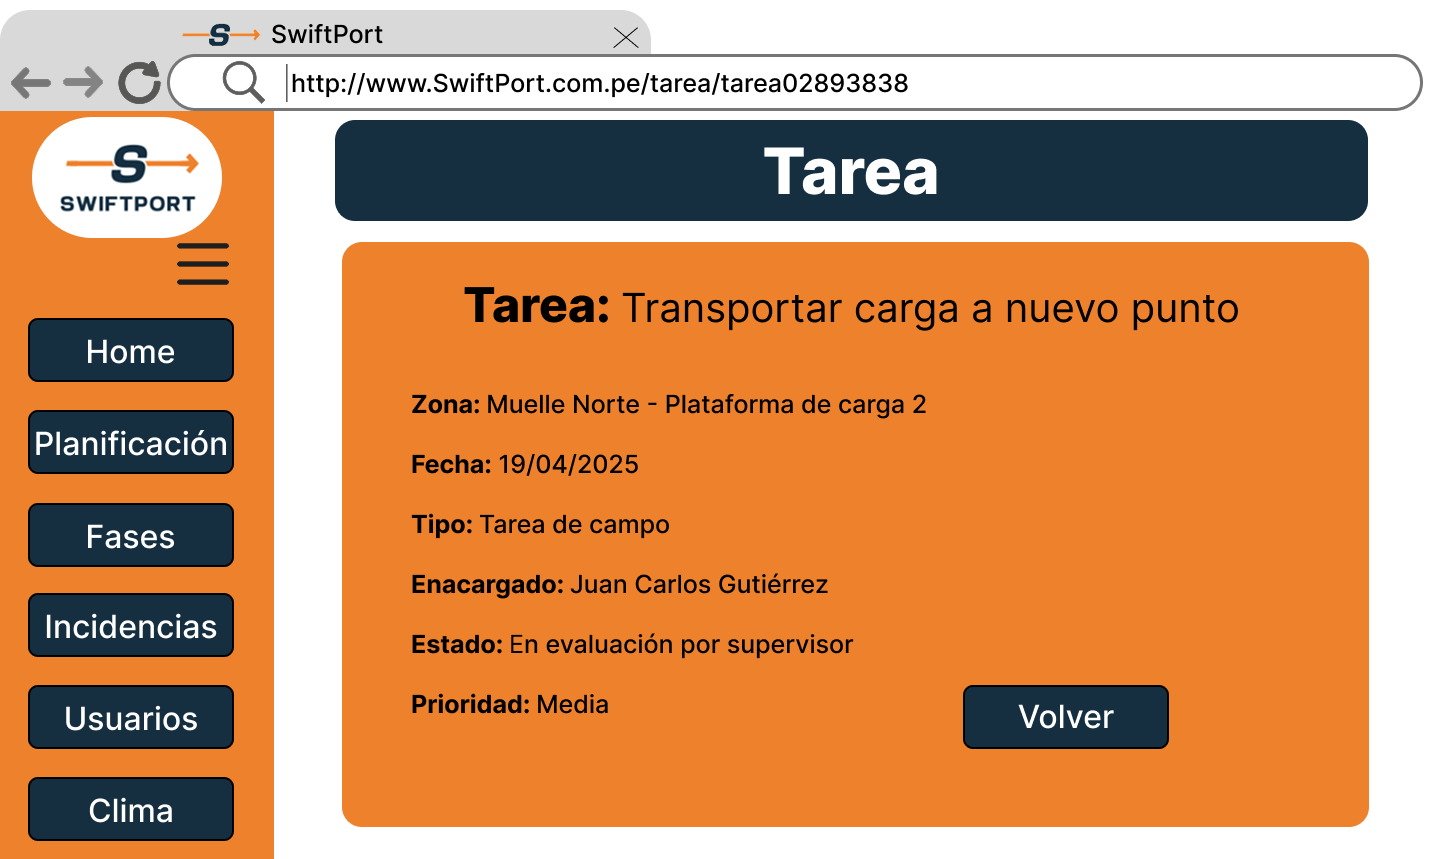 SwiftPort
http://www.SwiftPort.com.pe/tarea/tarea02893838
S
SWIFTPORT
Home
Planificación
Fases
Incidencias
Usuarios
Clima
Tarea
Tarea: Transportar carga a nuevo punto
Zona: Muelle Norte - Plataforma de carga 2
Fecha: 19/04/2025
Tipo: Tarea de campo
Enacargado: Juan Carlos Gutiérrez
Estado: En evaluación por supervisor
Prioridad: Media
Volver